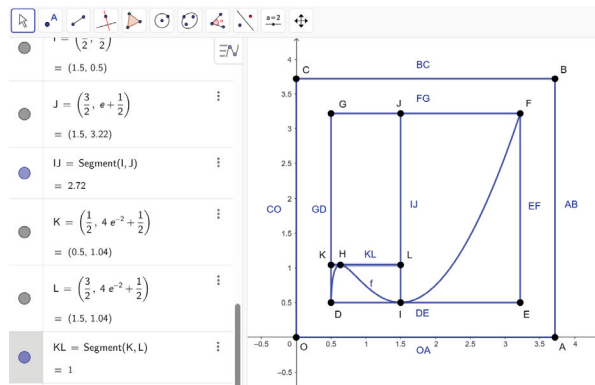 A
a=2
I = (3/2, 1/2)
= (1.5, 0.5)
J = (3/2, e + 1/2)
= (1.5, 3.22)
IJ = Segment(I, J)
= 2.72
K = (1/2, 4 e⁻² + 1/2)
= (0.5, 1.04)
L = (3/2, 4 e⁻² + 1/2)
= (1.5, 1.04)
KL = Segment(K, L)
= 1
4
C BC B
FG
G J F
3.5
3
2.5
2
CO GD IJ EF AB
1.5
K H KL L
1
f
0.5
D I DE E
−0.5 0 0.5 1 1.5 2 2.5 3 3.5 4
O OA A
−0.5